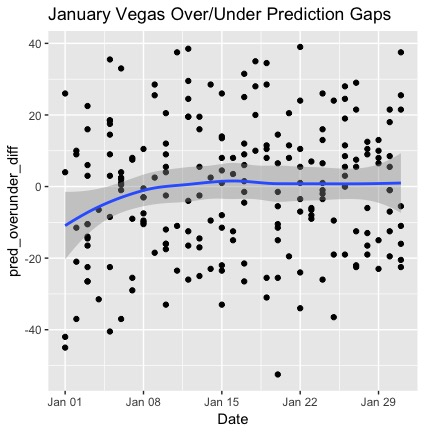 January Vegas Over/Under Prediction Gaps
pred_overunder_diff
40
20
0
-20
-40
Jan 01 Jan 08 Jan 15 Jan 22 Jan 29
Date